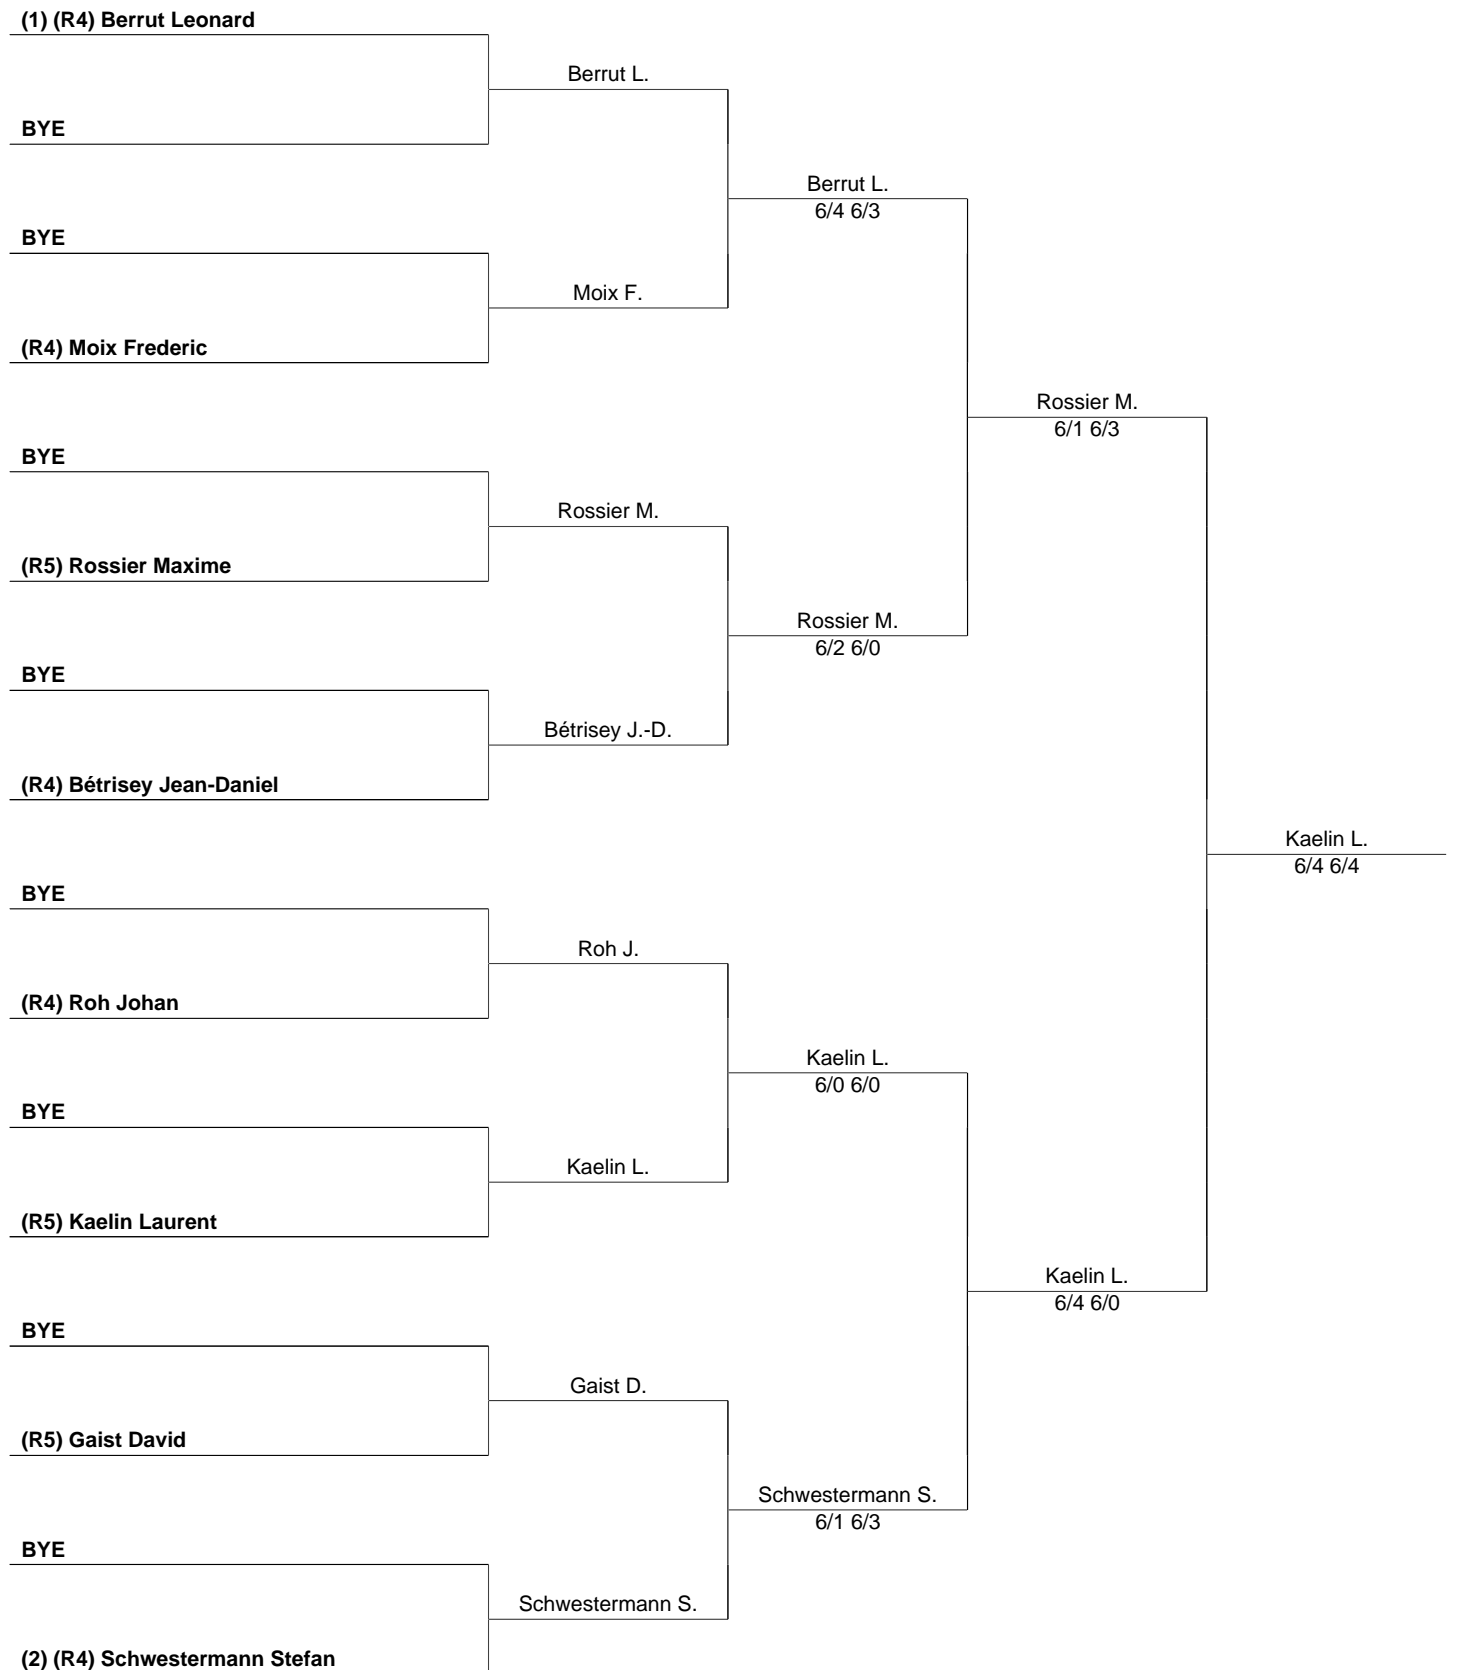 (1) (R4) Berrut Leonard
Berrut L.
BYE
Berrut L.
6/4 6/3
BYE
Moix F.
(R4) Moix Frederic
Rossier M.
6/1 6/3
BYE
Rossier M.
(R5) Rossier Maxime
Rossier M.
6/2 6/0
BYE
Bétrisey J.-D.
(R4) Bétrisey Jean-Daniel
Kaelin L.
6/4 6/4
BYE
Roh J.
(R4) Roh Johan
Kaelin L.
6/0 6/0
BYE
Kaelin L.
(R5) Kaelin Laurent
Kaelin L.
6/4 6/0
BYE
Gaist D.
(R5) Gaist David
Schwestermann S.
6/1 6/3
BYE
Schwestermann S.
(2) (R4) Schwestermann Stefan